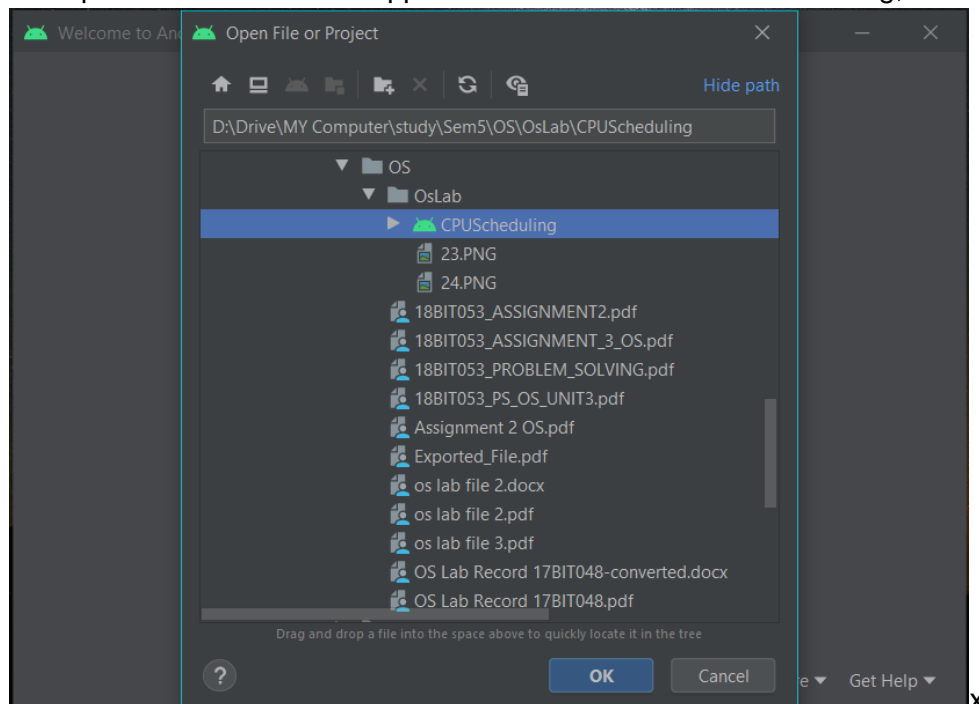 Welcome to An
Open File or Project
Hide path
D:\Drive\MY Computer\study\Sem5\OS\OsLab\CPUScheduling
OS
OsLab
CPUScheduling
23.PNG
24.PNG
18BIT053_ASSIGNMENT2.pdf
18BIT053_ASSIGNMENT_3_OS.pdf
18BIT053_PROBLEM_SOLVING.pdf
18BIT053_PS_OS_UNIT3.pdf
Assignment 2 OS.pdf
Exported_File.pdf
os lab file 2.docx
os lab file 2.pdf
os lab file 3.pdf
OS Lab Record 17BIT048-converted.docx
OS Lab Record 17BIT048.pdf
Drag and drop a file into the space above to quickly locate it in the tree
? OK Cancel
e Get Help
x